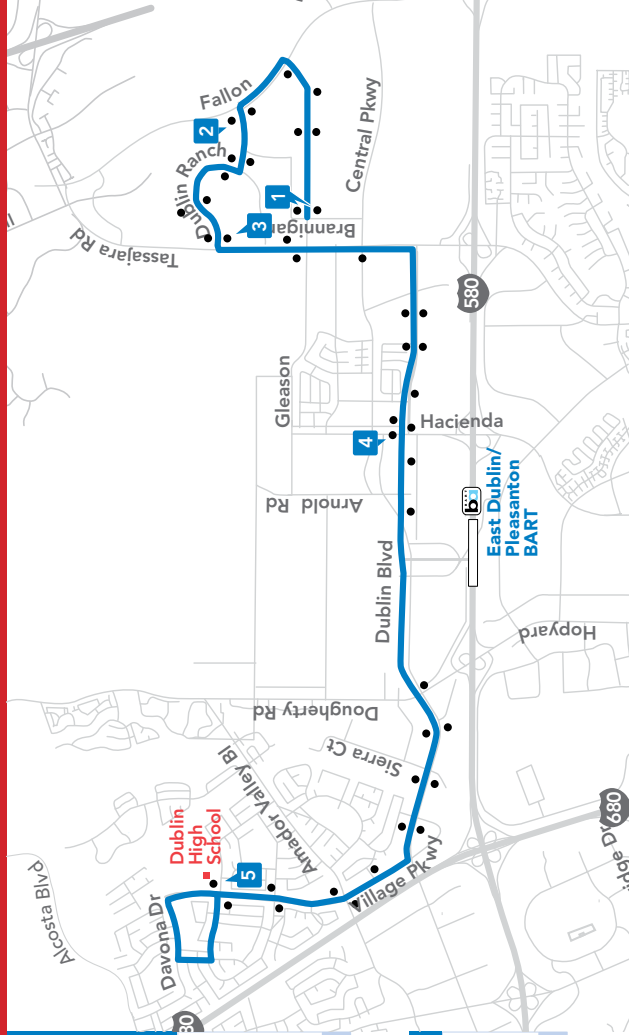 Fallon
2
Dublin Ranch
Central Pkwy
1
3
Brannigan
Tassajara Rd
580
Gleason
Hacienda
4
Arnold Rd
East Dublin/
Pleasanton
BART
Dublin Blvd
Hopyard
Dougherty Rd
Sierra Ct
Amador Valley Bl
680
Dublin
High
School
5
Village Pkwy
Alcosta Blvd
Davona Dr
idge Dr
80